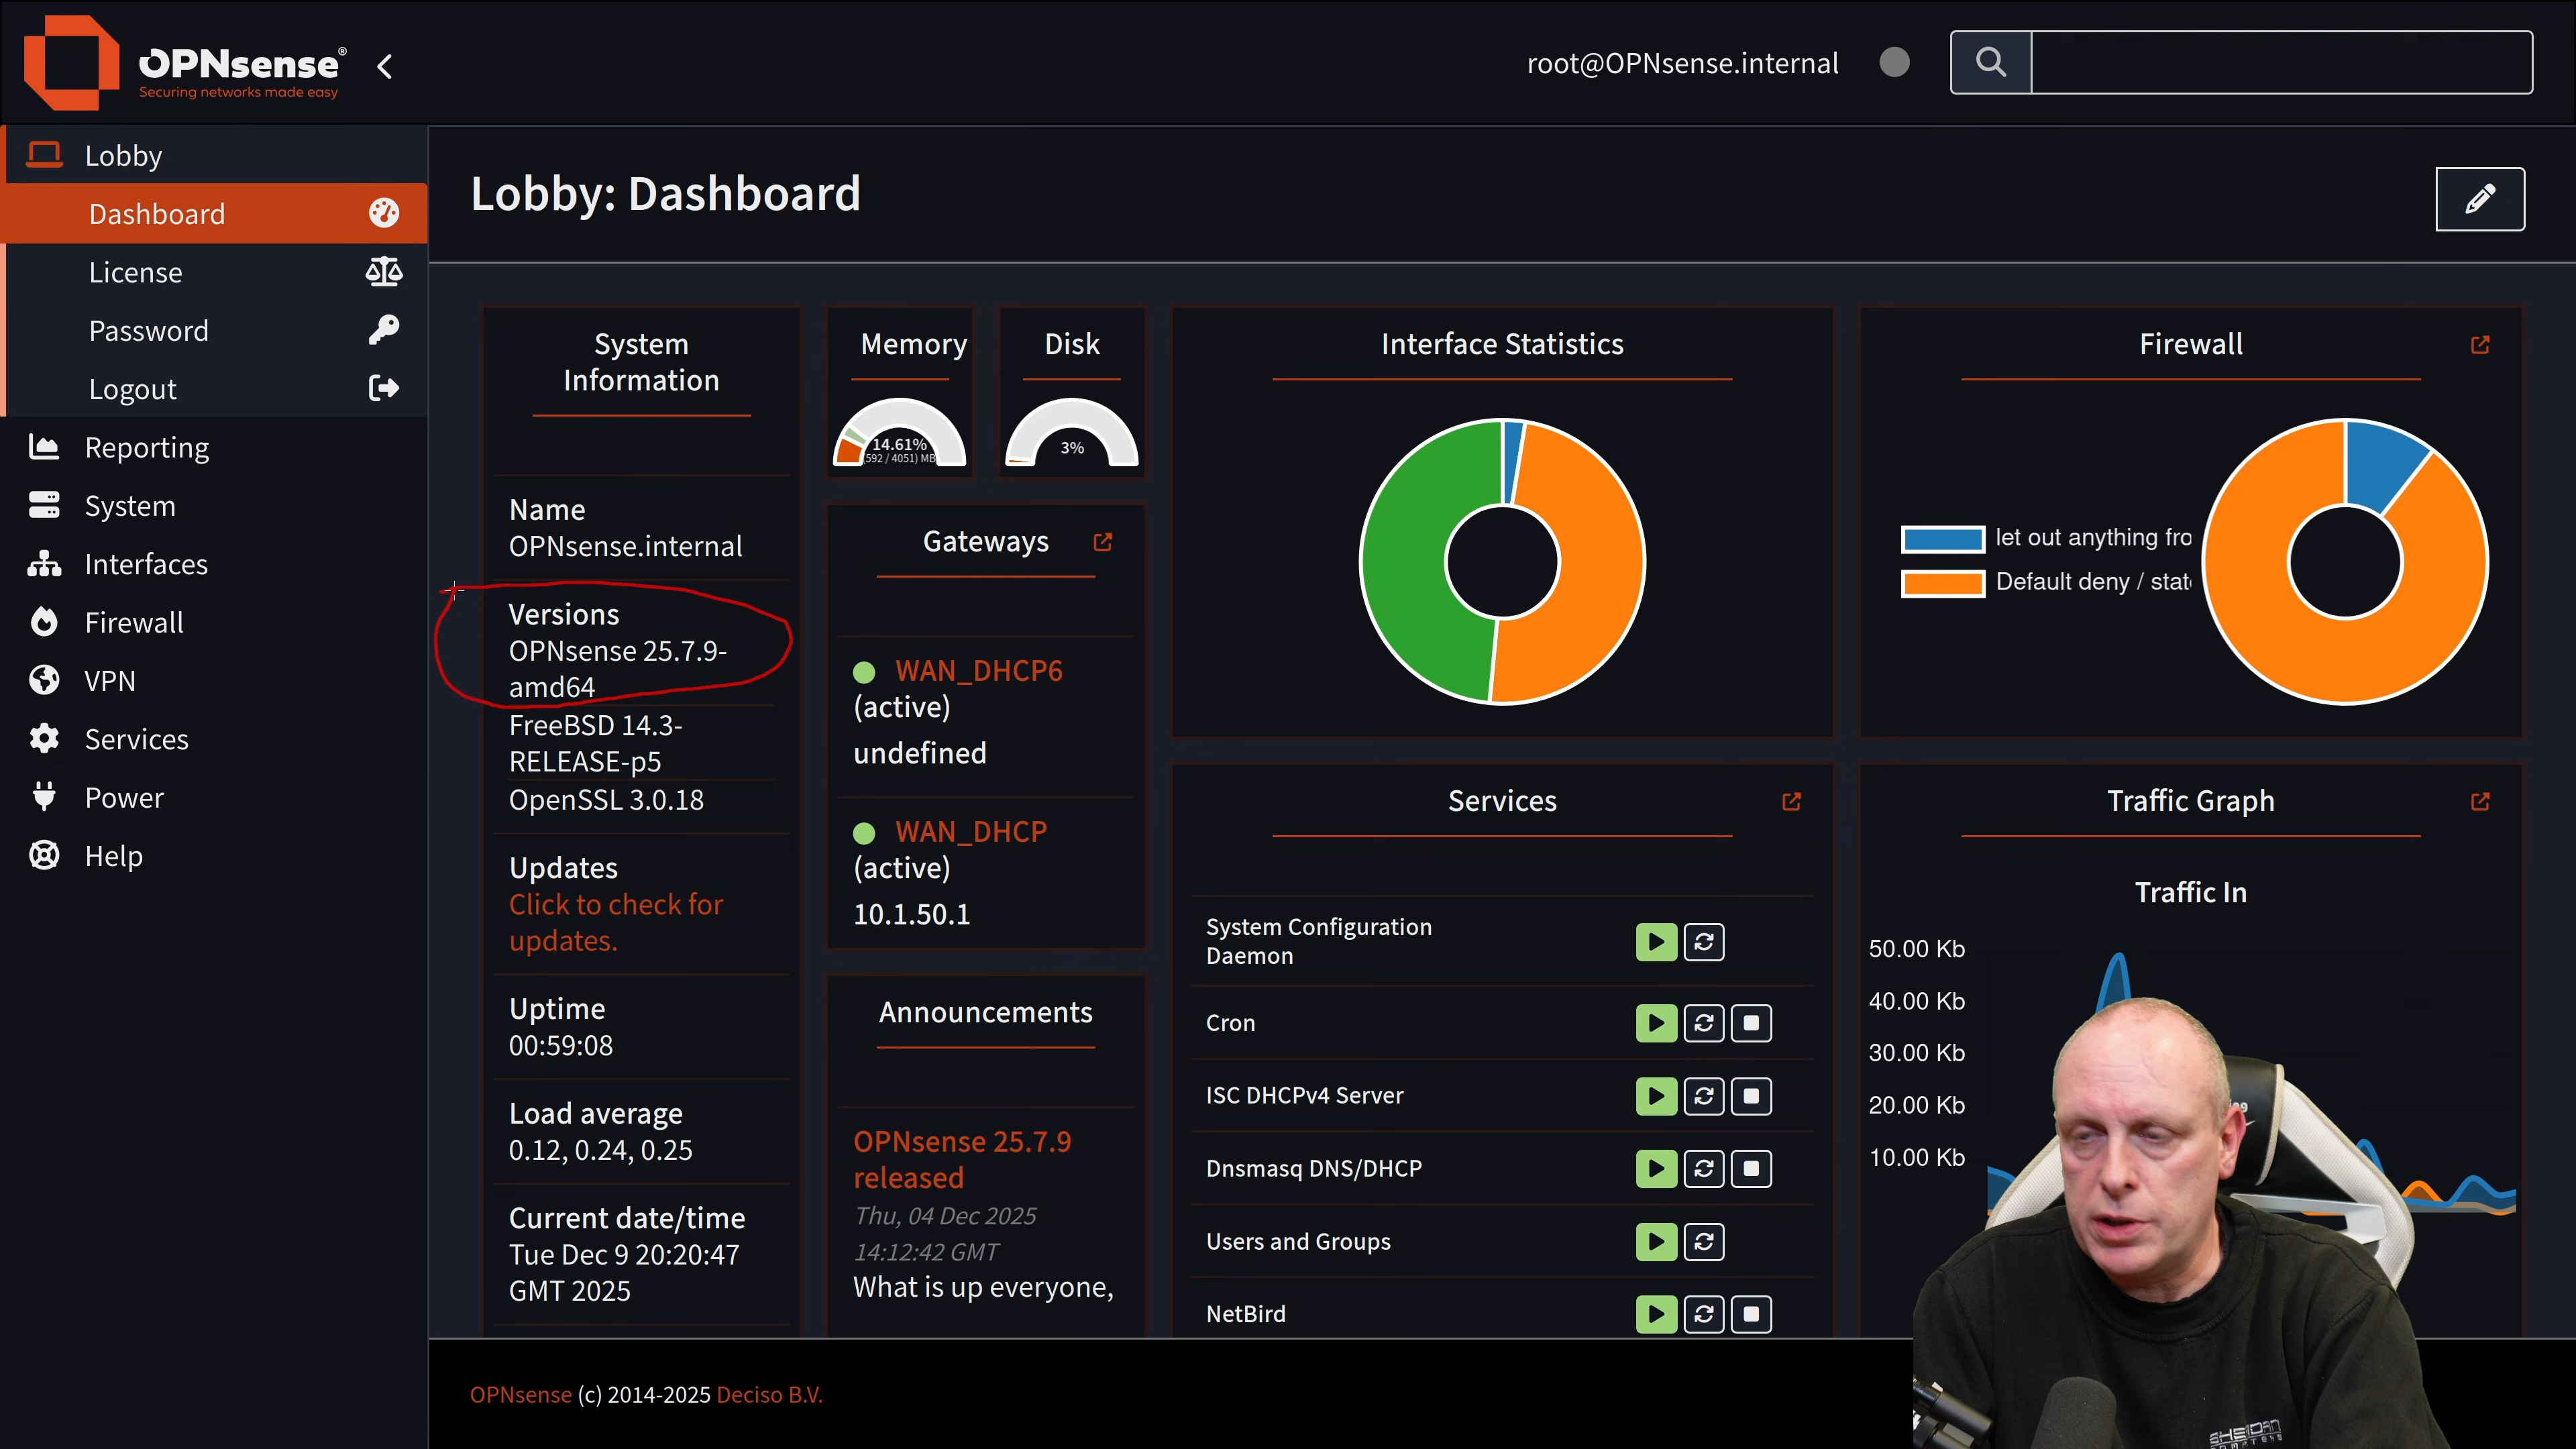 OPNsense®
Securing networks made easy
root@OPNsense.internal
Lobby
Dashboard
License
Password
Logout
Reporting
System
Interfaces
Firewall
VPN
Services
Power
Help
Lobby: Dashboard
System
Information
Name
OPNsense.internal
Versions
OPNsense 25.7.9-
amd64
FreeBSD 14.3-
RELEASE-p5
OpenSSL 3.0.18
Updates
Click to check for
updates.
Uptime
00:59:08
Load average
0.12, 0.24, 0.25
Current date/time
Tue Dec 9 20:20:47
GMT 2025
Memory
14.61%
(592 / 4051) MB
Disk
3%
Gateways
WAN_DHCP6
(active)
undefined
WAN_DHCP
(active)
10.1.50.1
Announcements
OPNsense 25.7.9
released
Thu, 04 Dec 2025
14:12:42 GMT
What is up everyone,
Interface Statistics
Services
System Configuration
Daemon
Cron
ISC DHCPv4 Server
Dnsmasq DNS/DHCP
Users and Groups
NetBird
Firewall
let out anything fro
Default deny / stat
Traffic Graph
Traffic In
50.00 Kb
40.00 Kb
30.00 Kb
20.00 Kb
10.00 Kb
OPNsense (c) 2014-2025 Deciso B.V.